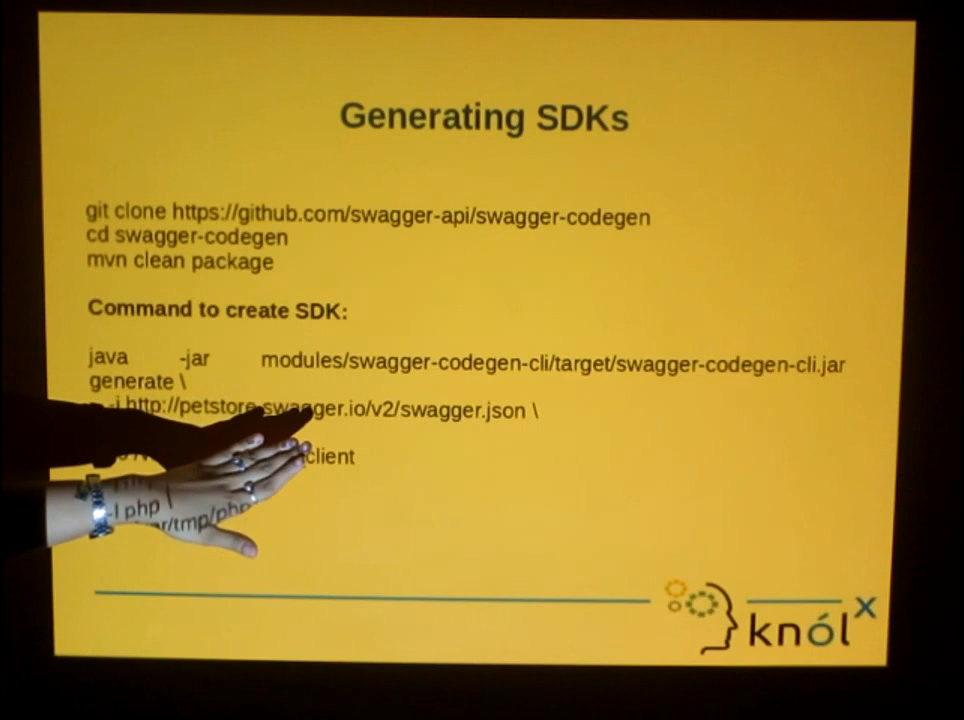 Generating SDKs
git clone https://github.com/swagger-api/swagger-codegen
cd swagger-codegen
mvn clean package
Command to create SDK:
java -jar modules/swagger-codegen-cli/target/swagger-codegen-cli.jar
generate \
-i http://petstore.swagger.io/v2/swagger.json \
-l php \
client
/tmp/php
knól x